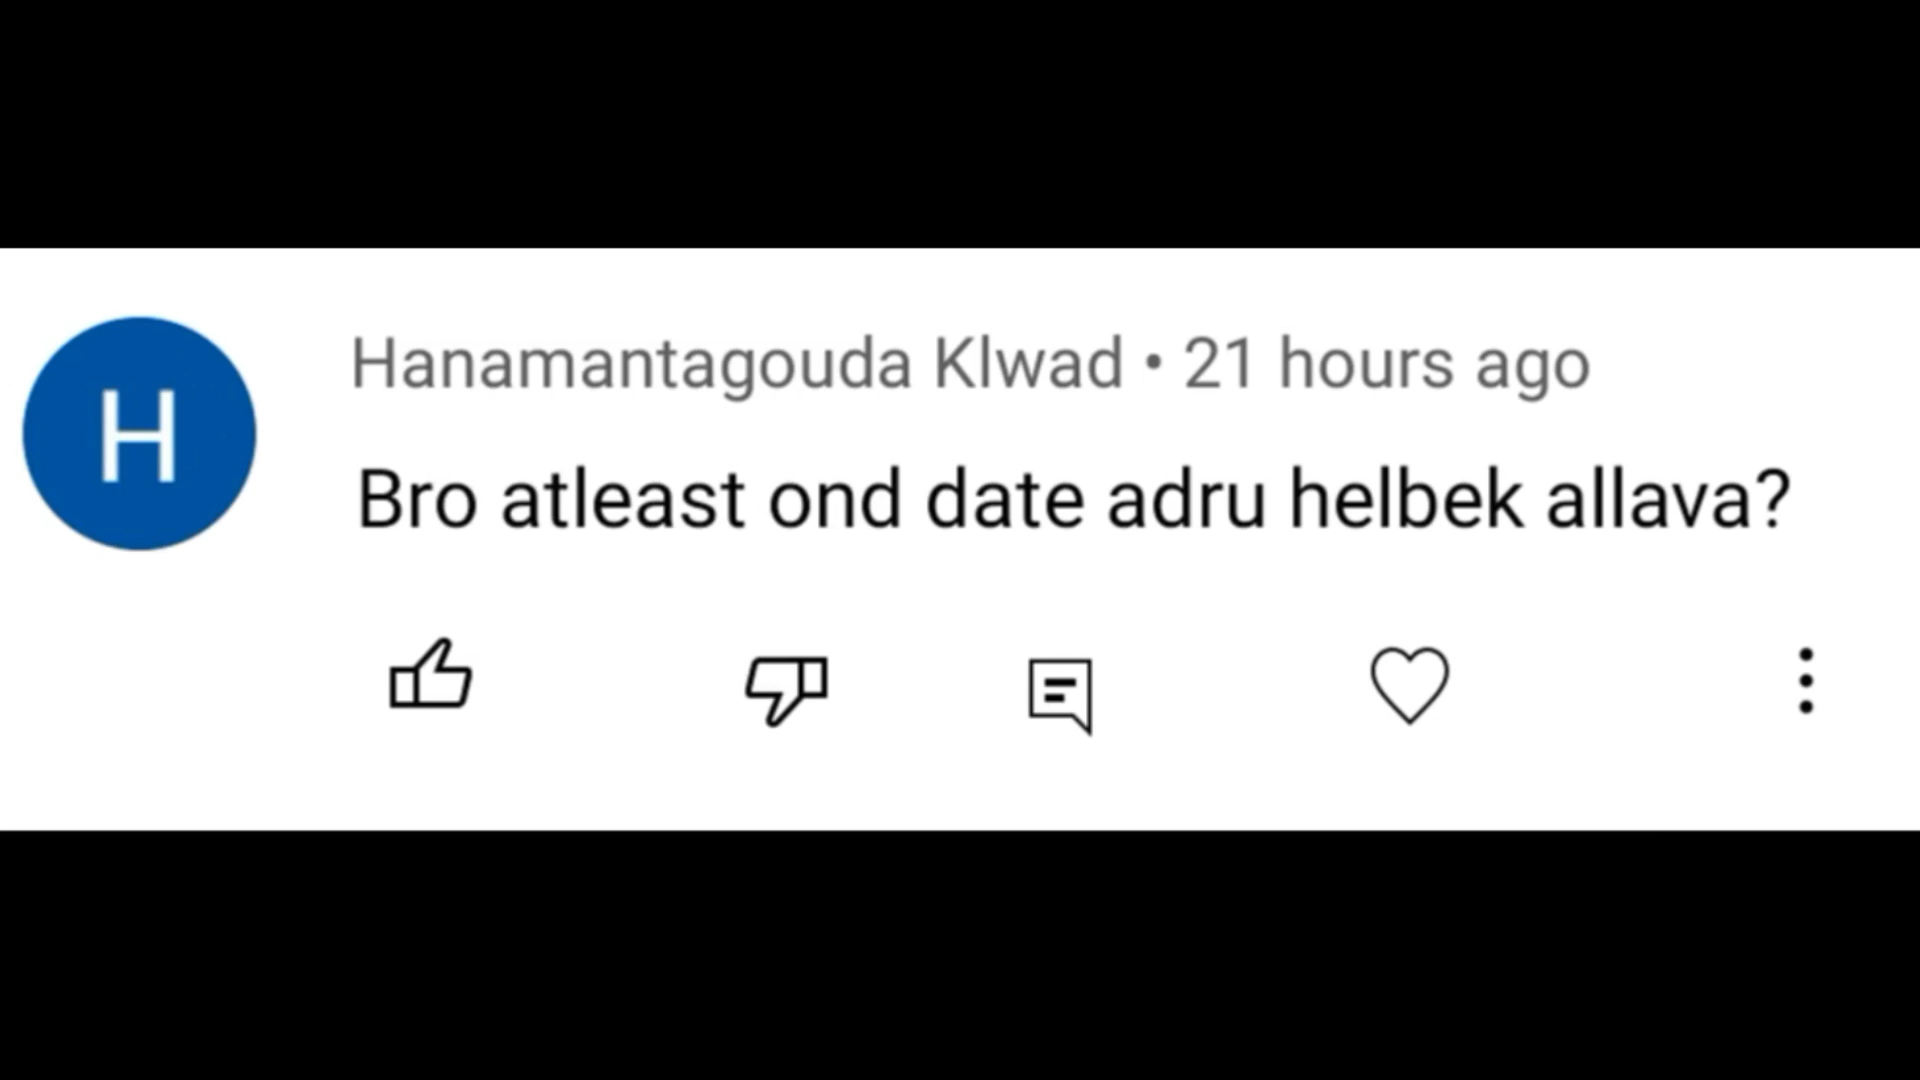 H
Hanamantagouda Klwad • 21 hours ago
Bro atleast ond date adru helbek allava?